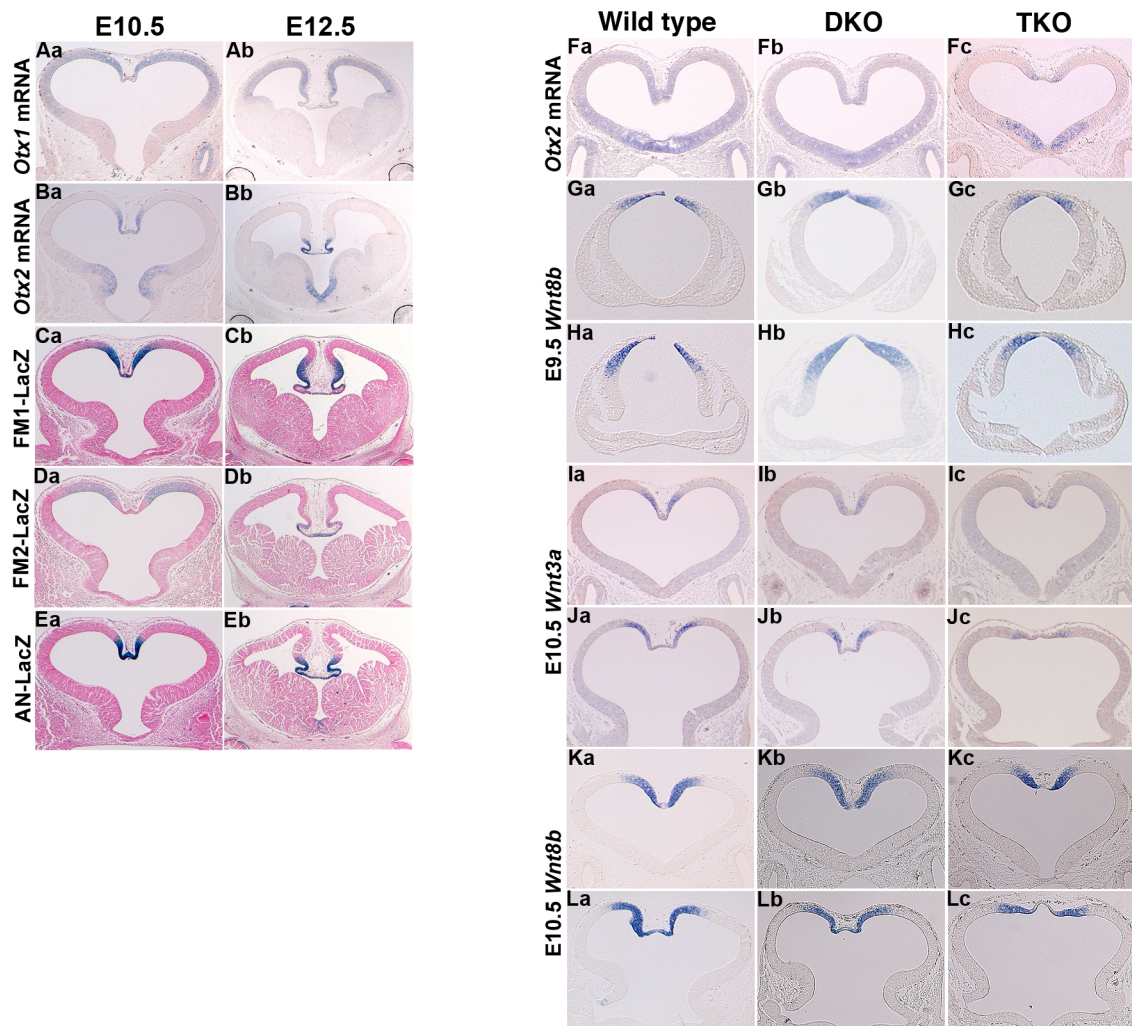 E10.5 E12.5
Aa Ab
Otx1 mRNA
Ba Bb
Otx2 mRNA
Ca Cb
FM1-LacZ
Da Db
FM2-LacZ
Ea Eb
AN-LacZ
Wild type DKO TKO
Fa Fb Fc
Otx2 mRNA
Ga Gb Gc
E9.5 Wnt8b
Ha Hb Hc
Ia Ib Ic
E10.5 Wnt3a
Ja Jb Jc
Ka Kb Kc
E10.5 Wnt8b
La Lb Lc